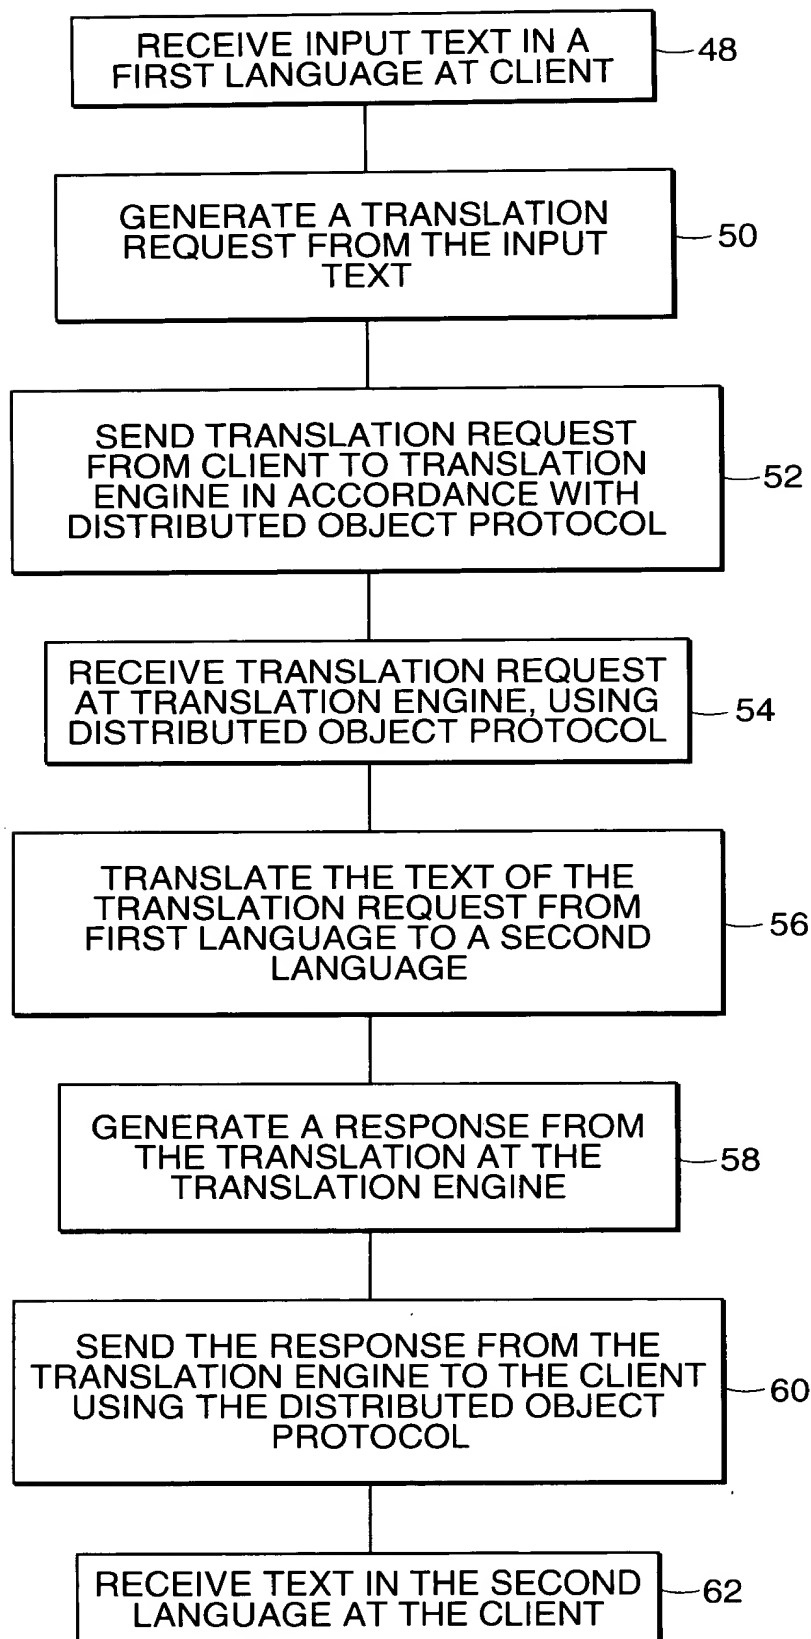 RECEIVE INPUT TEXT IN A
FIRST LANGUAGE AT CLIENT
48
GENERATE A TRANSLATION
REQUEST FROM THE INPUT
TEXT
50
SEND TRANSLATION REQUEST
FROM CLIENT TO TRANSLATION
ENGINE IN ACCORDANCE WITH
DISTRIBUTED OBJECT PROTOCOL
52
RECEIVE TRANSLATION REQUEST
AT TRANSLATION ENGINE, USING
DISTRIBUTED OBJECT PROTOCOL
54
TRANSLATE THE TEXT OF THE
TRANSLATION REQUEST FROM
FIRST LANGUAGE TO A SECOND
LANGUAGE
56
GENERATE A RESPONSE FROM
THE TRANSLATION AT THE
TRANSLATION ENGINE
58
SEND THE RESPONSE FROM THE
TRANSLATION ENGINE TO THE CLIENT
USING THE DISTRIBUTED OBJECT
PROTOCOL
60
RECEIVE TEXT IN THE SECOND
LANGUAGE AT THE CLIENT
62